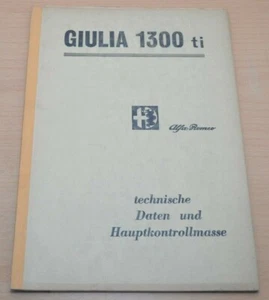 GIULIA 1300 ti
Alfa Romeo
technische
Daten und
Hauptkontrollmasse